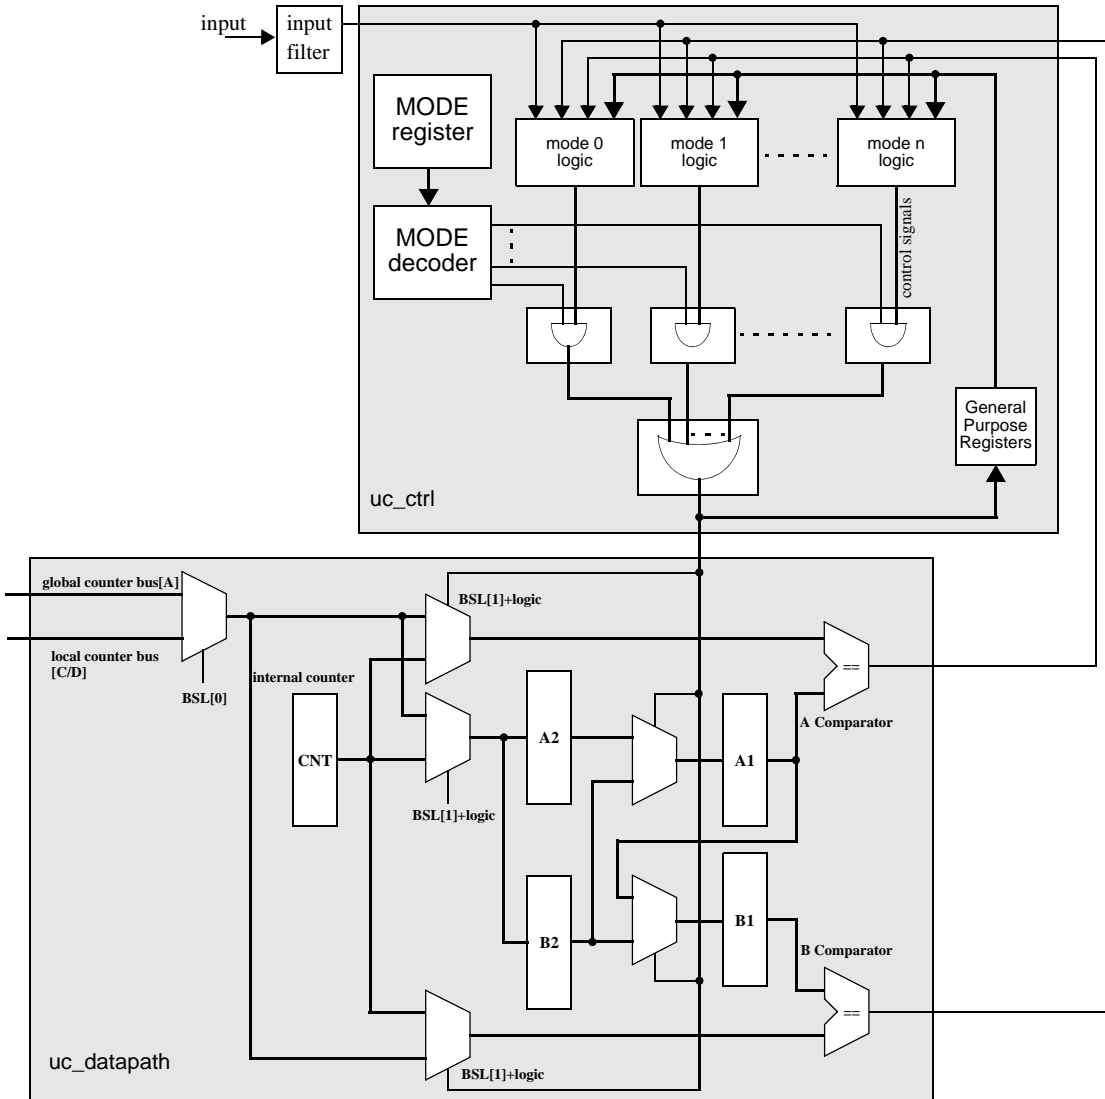 input
input
filter
MODE
register
mode 0
logic
mode 1
logic
mode n
logic
MODE
decoder
control signals
General
Purpose
Registers
uc_ctrl
global counter bus[A]
local counter bus
[C/D]
BSL[0]
BSL[1]+logic
internal counter
CNT
BSL[1]+logic
A2
A1
==
A Comparator
B2
B1
B Comparator
==
BSL[1]+logic
uc_datapath